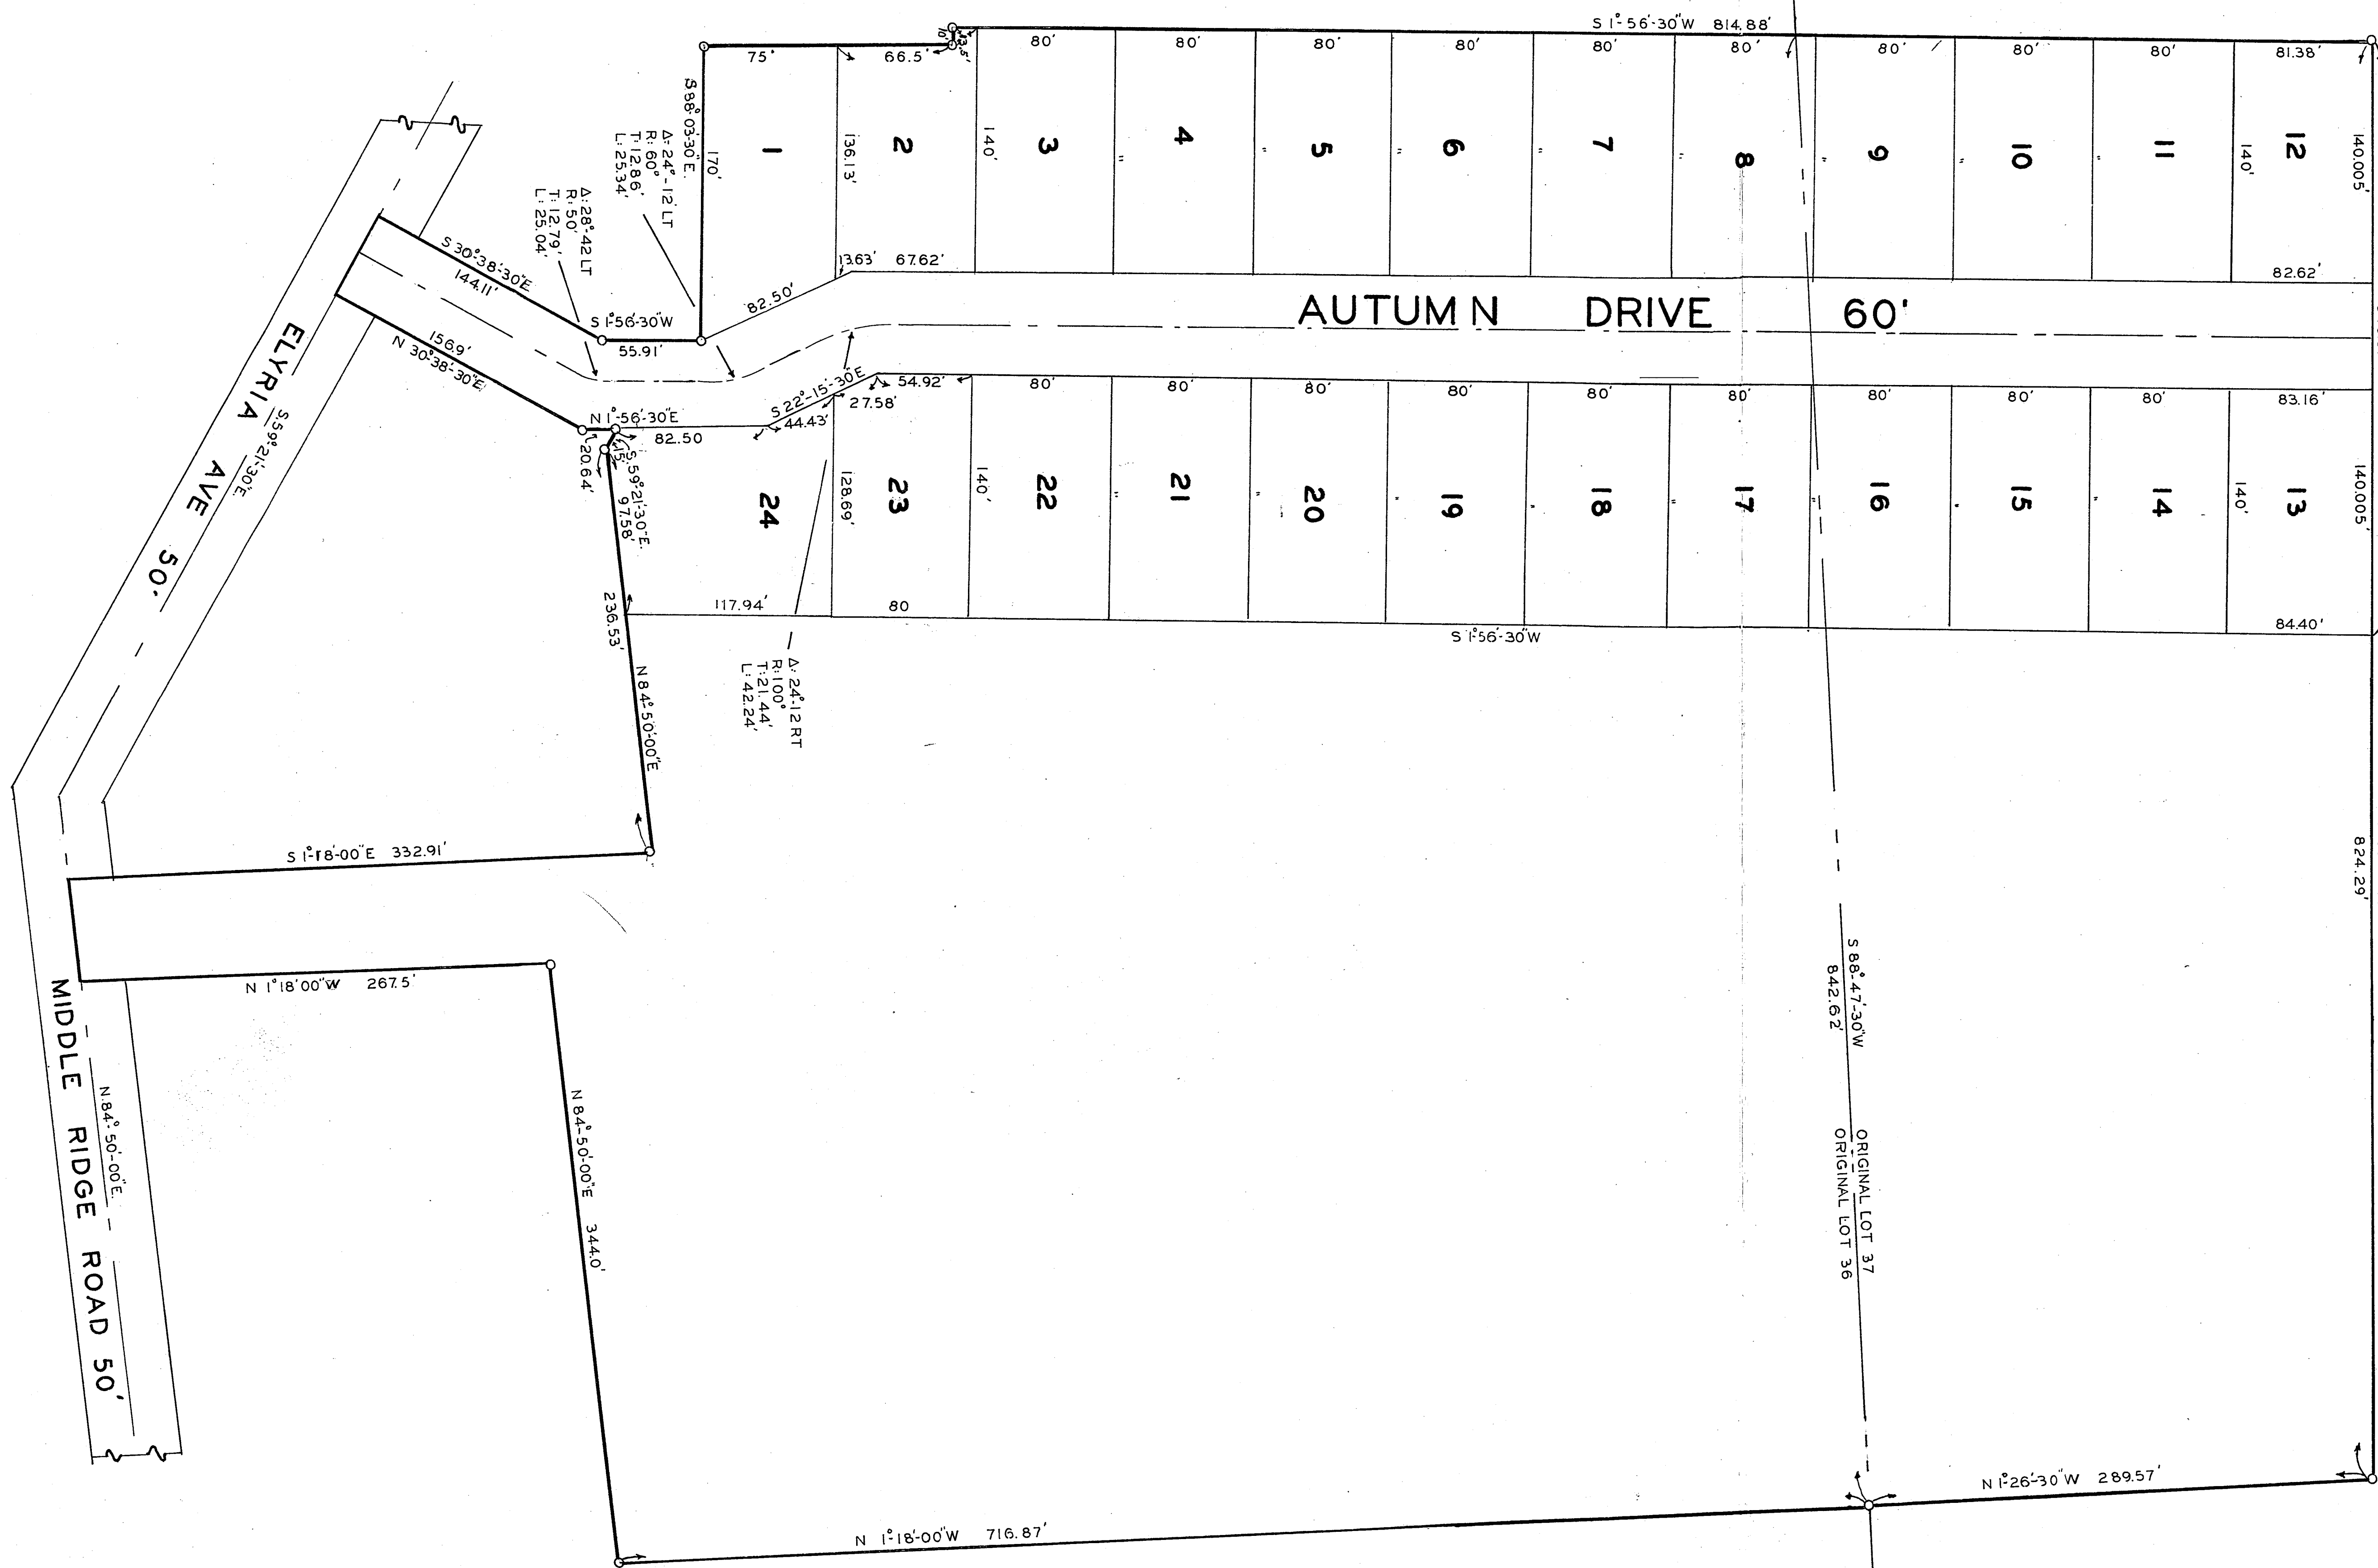 S 1°-56'-30"W 814.88'
10'
13.5'
80'
80'
80'
80'
80'
80'
80'
80'
80'
81.38'
75'
66.5'
S 88°-03'-30"E.
170'
1
136.13'
2
140'
3
"
4
"
5
"
6
"
7
"
8
"
9
"
10
"
11
140'
12
140.005'
Δ: 24°-12' LT
R: 60°
T: 12.86'
L: 25.34'
Δ: 28°-42 LT
R: 50'
T: 12.79'
L: 25.04'
13.63'
67.62'
82.62'
82.50'
AUTUMN DRIVE 60'
S 30°-38'-30"E
144.11'
S 1°-56'-30"W
55.91'
156.9'
N 30°-38'-30"E
N 1°-56'-30"E
20.64'
15'
82.50
S 22°-15'-30"E
44.43'
27.58'
54.92'
80'
80'
80'
80'
80'
80'
80'
80'
80'
83.16'
S.59°-21'-30"E.
97.58'
24
128.69'
23
140'
22
"
21
"
20
"
19
"
18
17
"
16
"
15
14
"
140'
13
140.005'
117.94'
80
S 1°-56'-30"W
84.40'
236.53'
N 84°-50'-00"E
Δ: 24°-12 RT
R: 100°
T: 21.44'
L: 42.24'
ELYRIA AVE 50'
S.59°-21'-30"E.
S 1°-18'-00"E 332.91'
824.29'
N 1°18'00"W 267.5'
S 88°-47'-30"W
842.62'
ORIGINAL LOT 37
ORIGINAL LOT 36
MIDDLE RIDGE ROAD 50'
N.84°-50'-00"E.
N 84°-50'-00"E 344.0'
N 1°-26'-30"W 289.57'
N 1°-18'-00"W 716.87'